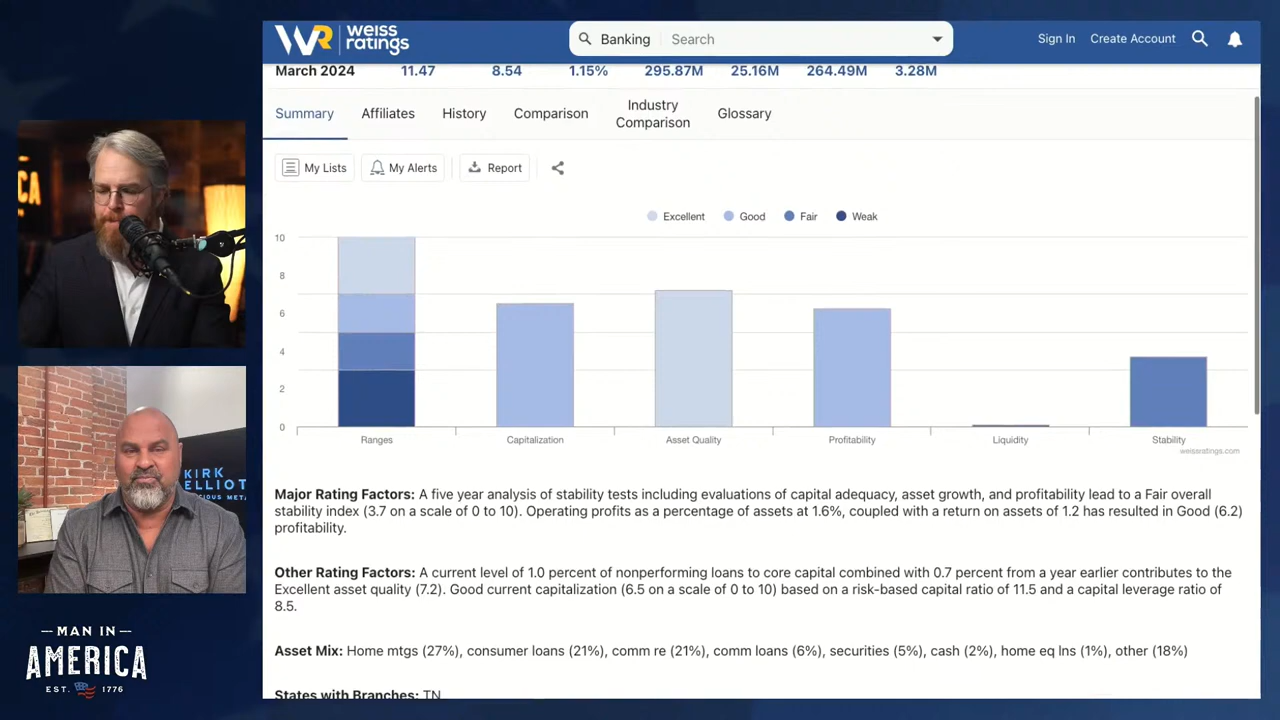 WR weiss ratings
Banking Search
Sign In Create Account
March 2024 11.47 8.54 1.15% 295.87M 25.16M 264.49M 3.28M
Summary Affiliates History Comparison Industry Comparison Glossary
My Lists My Alerts Report
Excellent Good Fair Weak
10
8
6
4
2
0
Ranges Capitalization Asset Quality Profitability Liquidity Stability
weissratings.com
Major Rating Factors: A five year analysis of stability tests including evaluations of capital adequacy, asset growth, and profitability lead to a Fair overall
stability index (3.7 on a scale of 0 to 10). Operating profits as a percentage of assets at 1.6%, coupled with a return on assets of 1.2 has resulted in Good (6.2)
profitability.
Other Rating Factors: A current level of 1.0 percent of nonperforming loans to core capital combined with 0.7 percent from a year earlier contributes to the
Excellent asset quality (7.2). Good current capitalization (6.5 on a scale of 0 to 10) based on a risk-based capital ratio of 11.5 and a capital leverage ratio of
8.5.
Asset Mix: Home mtgs (27%), consumer loans (21%), comm re (21%), comm loans (6%), securities (5%), cash (2%), home eq lns (1%), other (18%)
States with Branches: TN
ICA
KIRK
ELLIOT
CIOUS META
MAN IN
AMERICA
EST. 1776